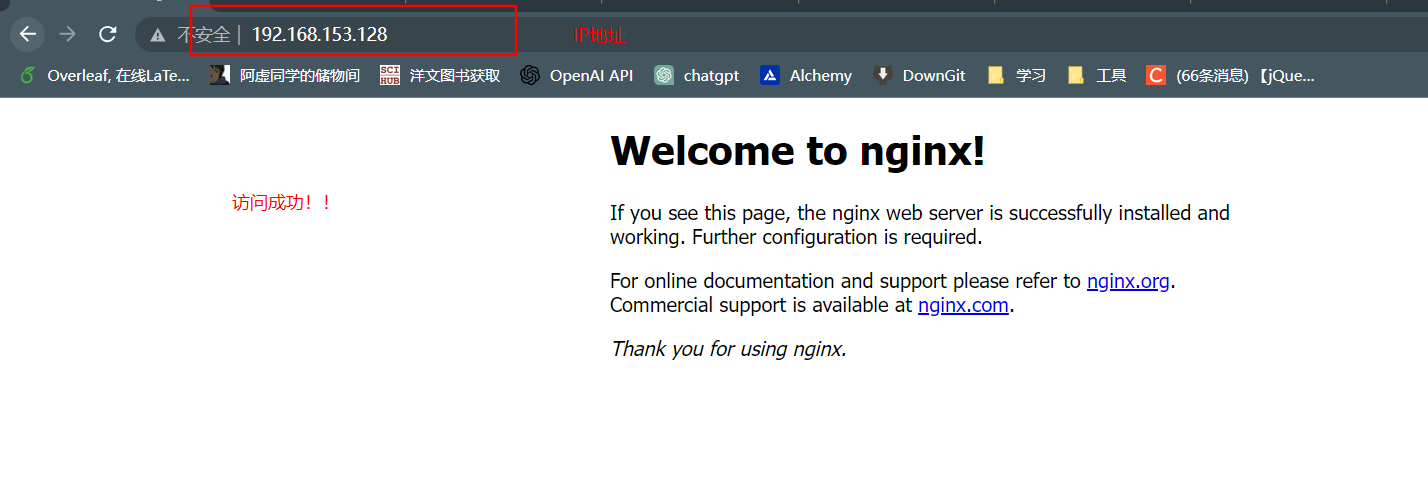 不安全 | 192.168.153.128
IP地址
Overleaf, 在线LaTe... 阿虚同学的储物间 SCI HUB 洋文图书获取 OpenAI API chatgpt Alchemy DownGit 学习 工具 C (66条消息) 【jQue...
Welcome to nginx!
访问成功！！
If you see this page, the nginx web server is successfully installed and
working. Further configuration is required.
For online documentation and support please refer to nginx.org.
Commercial support is available at nginx.com.
Thank you for using nginx.